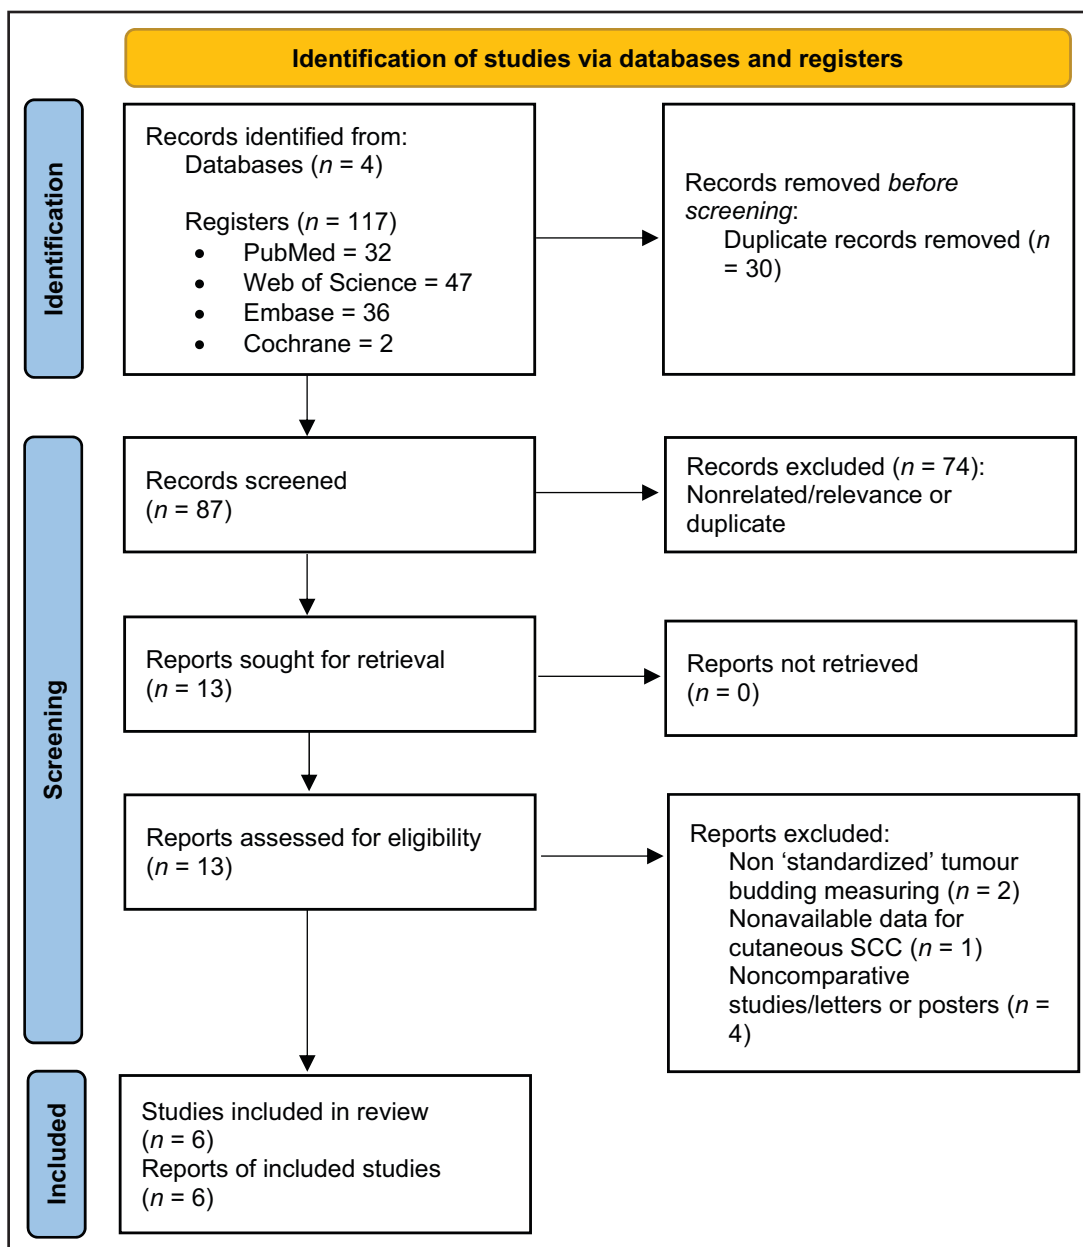 Identification of studies via databases and registers
Identification
Records identified from:
Databases (n = 4)
Registers (n = 117)
• PubMed = 32
• Web of Science = 47
• Embase = 36
• Cochrane = 2
Records removed before
screening:
Duplicate records removed (n
= 30)
Screening
Records screened
(n = 87)
Records excluded (n = 74):
Nonrelated/relevance or
duplicate
Reports sought for retrieval
(n = 13)
Reports not retrieved
(n = 0)
Reports assessed for eligibility
(n = 13)
Reports excluded:
Non ‘standardized’ tumour
budding measuring (n = 2)
Nonavailable data for
cutaneous SCC (n = 1)
Noncomparative
studies/letters or posters (n =
4)
Included
Studies included in review
(n = 6)
Reports of included studies
(n = 6)